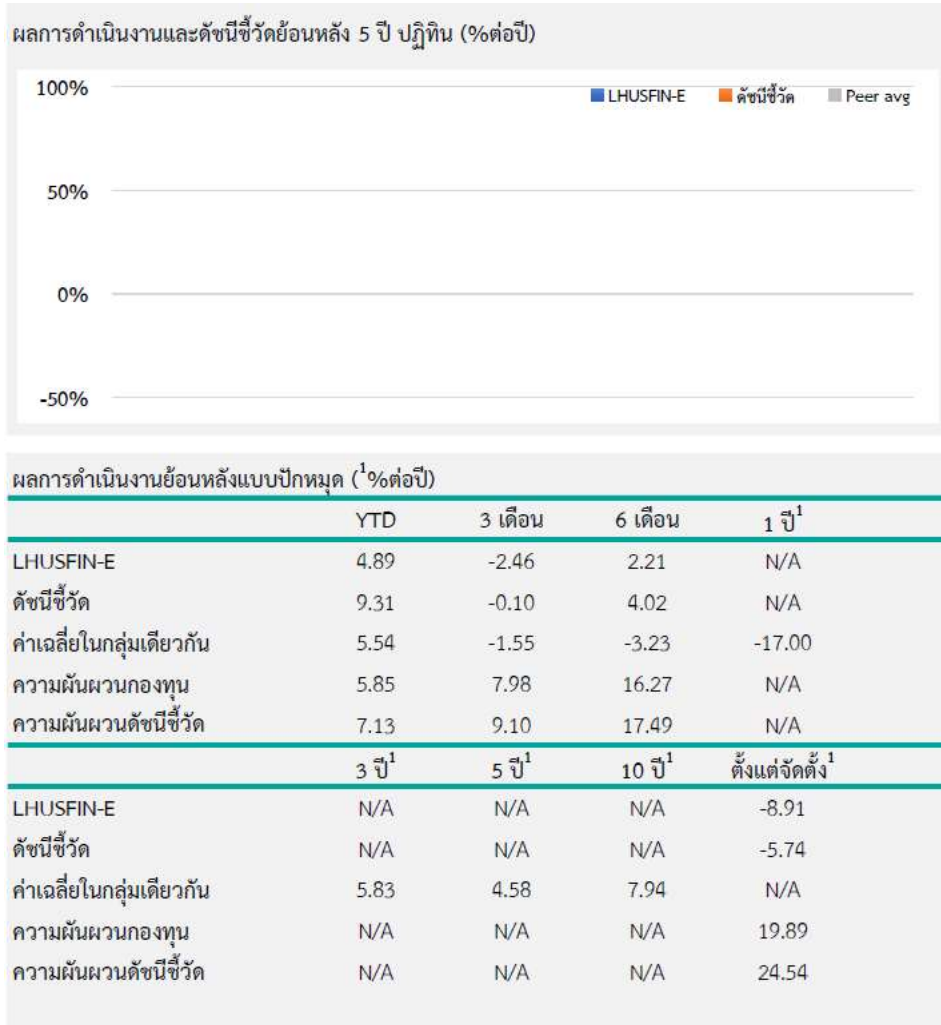 ผลการดำเนินงานและดัชนีชี้วัดย้อนหลัง 5 ปี ปฏิทิน (%ต่อปี)
100%
LHUSFIN-E ดัชนีชี้วัด Peer avg
50%
0%
-50%
ผลการดำเนินงานย้อนหลังแบบปักหมุด (¹%ต่อปี)
YTD 3 เดือน 6 เดือน 1 ปี¹
LHUSFIN-E 4.89 -2.46 2.21 N/A
ดัชนีชี้วัด 9.31 -0.10 4.02 N/A
ค่าเฉลี่ยในกลุ่มเดียวกัน 5.54 -1.55 -3.23 -17.00
ความผันผวนกองทุน 5.85 7.98 16.27 N/A
ความผันผวนดัชนีชี้วัด 7.13 9.10 17.49 N/A
3 ปี¹ 5 ปี¹ 10 ปี¹ ตั้งแต่จัดตั้ง¹
LHUSFIN-E N/A N/A N/A -8.91
ดัชนีชี้วัด N/A N/A N/A -5.74
ค่าเฉลี่ยในกลุ่มเดียวกัน 5.83 4.58 7.94 N/A
ความผันผวนกองทุน N/A N/A N/A 19.89
ความผันผวนดัชนีชี้วัด N/A N/A N/A 24.54